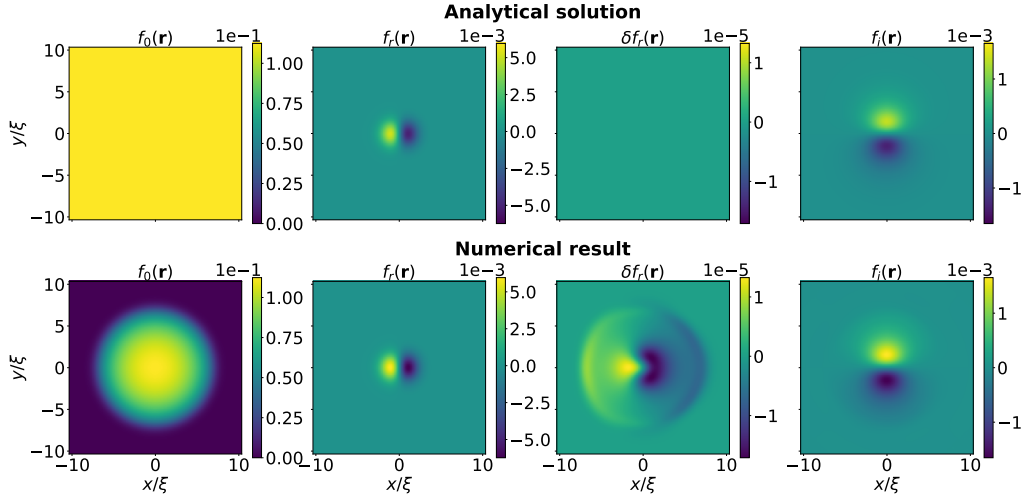 Analytical solution
f₀(r) 1e−1 f_r(r) 1e−3 δf_r(r) 1e−5 f_i(r) 1e−3
10 5 0 −5 −10
y/ξ
1.00 0.75 0.50 0.25 0.00
5.0 2.5 0.0 −2.5 −5.0
1 0 −1
1 0 −1
Numerical result
f₀(r) 1e−1 f_r(r) 1e−3 δf_r(r) 1e−5 f_i(r) 1e−3
10 5 0 −5 −10
y/ξ
1.00 0.75 0.50 0.25 0.00
5.0 2.5 0.0 −2.5 −5.0
1 0 −1
1 0 −1
−10 0 10 −10 0 10 −10 0 10 −10 0 10
x/ξ x/ξ x/ξ x/ξ